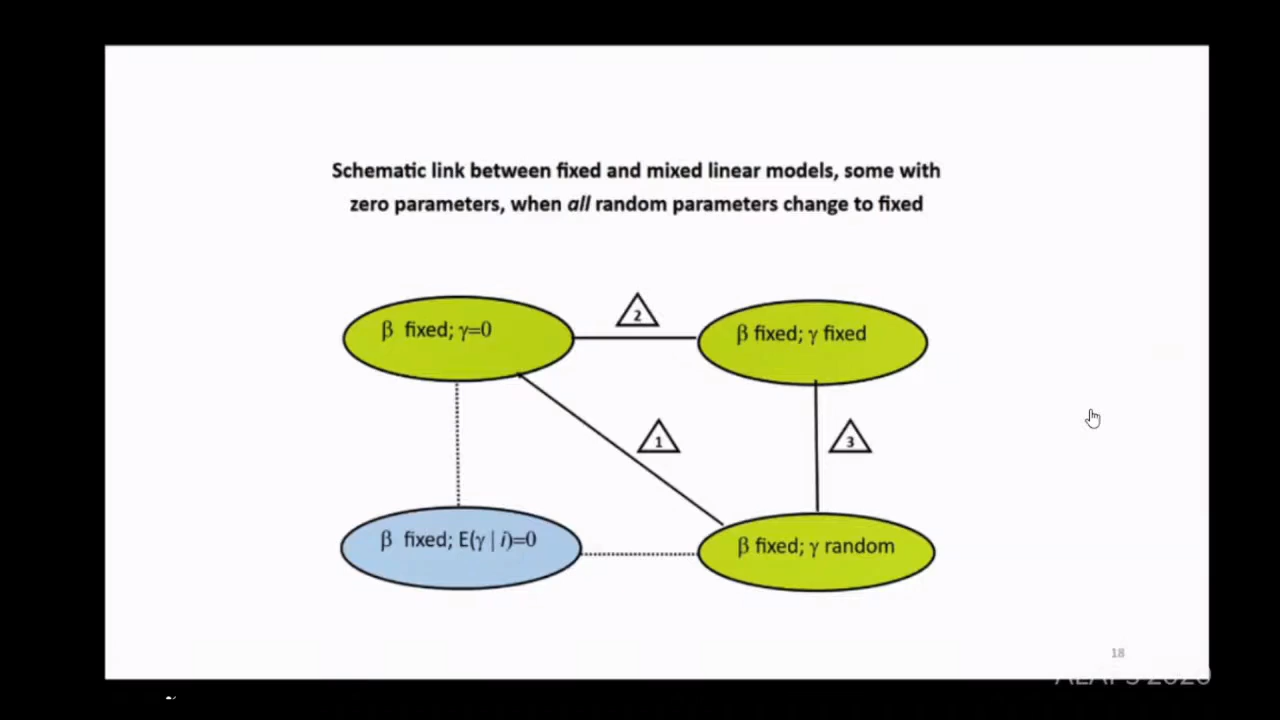 Schematic link between fixed and mixed linear models, some with
zero parameters, when all random parameters change to fixed
β fixed; γ=0
2
β fixed; γ fixed
1
3
β fixed; E(γ | i)=0
β fixed; γ random
18